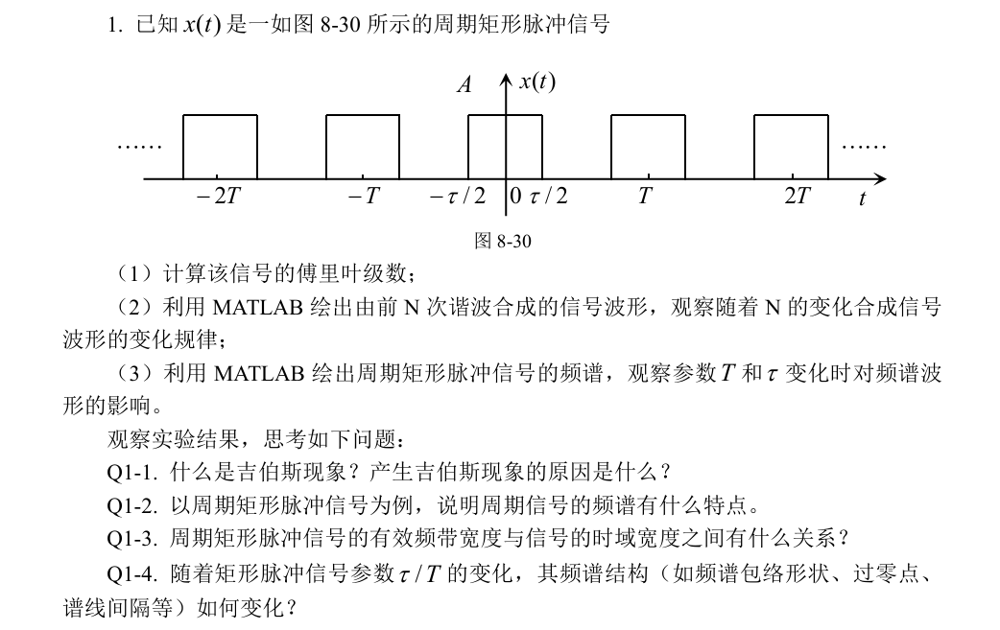 1. 已知 x(t) 是一如图 8-30 所示的周期矩形脉冲信号
A x(t)
…… ……
−2T −T −τ/2 0 τ/2 T 2T t
图 8-30
（1）计算该信号的傅里叶级数；
（2）利用 MATLAB 绘出由前 N 次谐波合成的信号波形，观察随着 N 的变化合成信号
波形的变化规律；
（3）利用 MATLAB 绘出周期矩形脉冲信号的频谱，观察参数 T 和 τ 变化时对频谱波
形的影响。
观察实验结果，思考如下问题：
Q1-1. 什么是吉伯斯现象？产生吉伯斯现象的原因是什么？
Q1-2. 以周期矩形脉冲信号为例，说明周期信号的频谱有什么特点。
Q1-3. 周期矩形脉冲信号的有效频带宽度与信号的时域宽度之间有什么关系？
Q1-4. 随着矩形脉冲信号参数 τ/T 的变化，其频谱结构（如频谱包络形状、过零点、
谱线间隔等）如何变化？